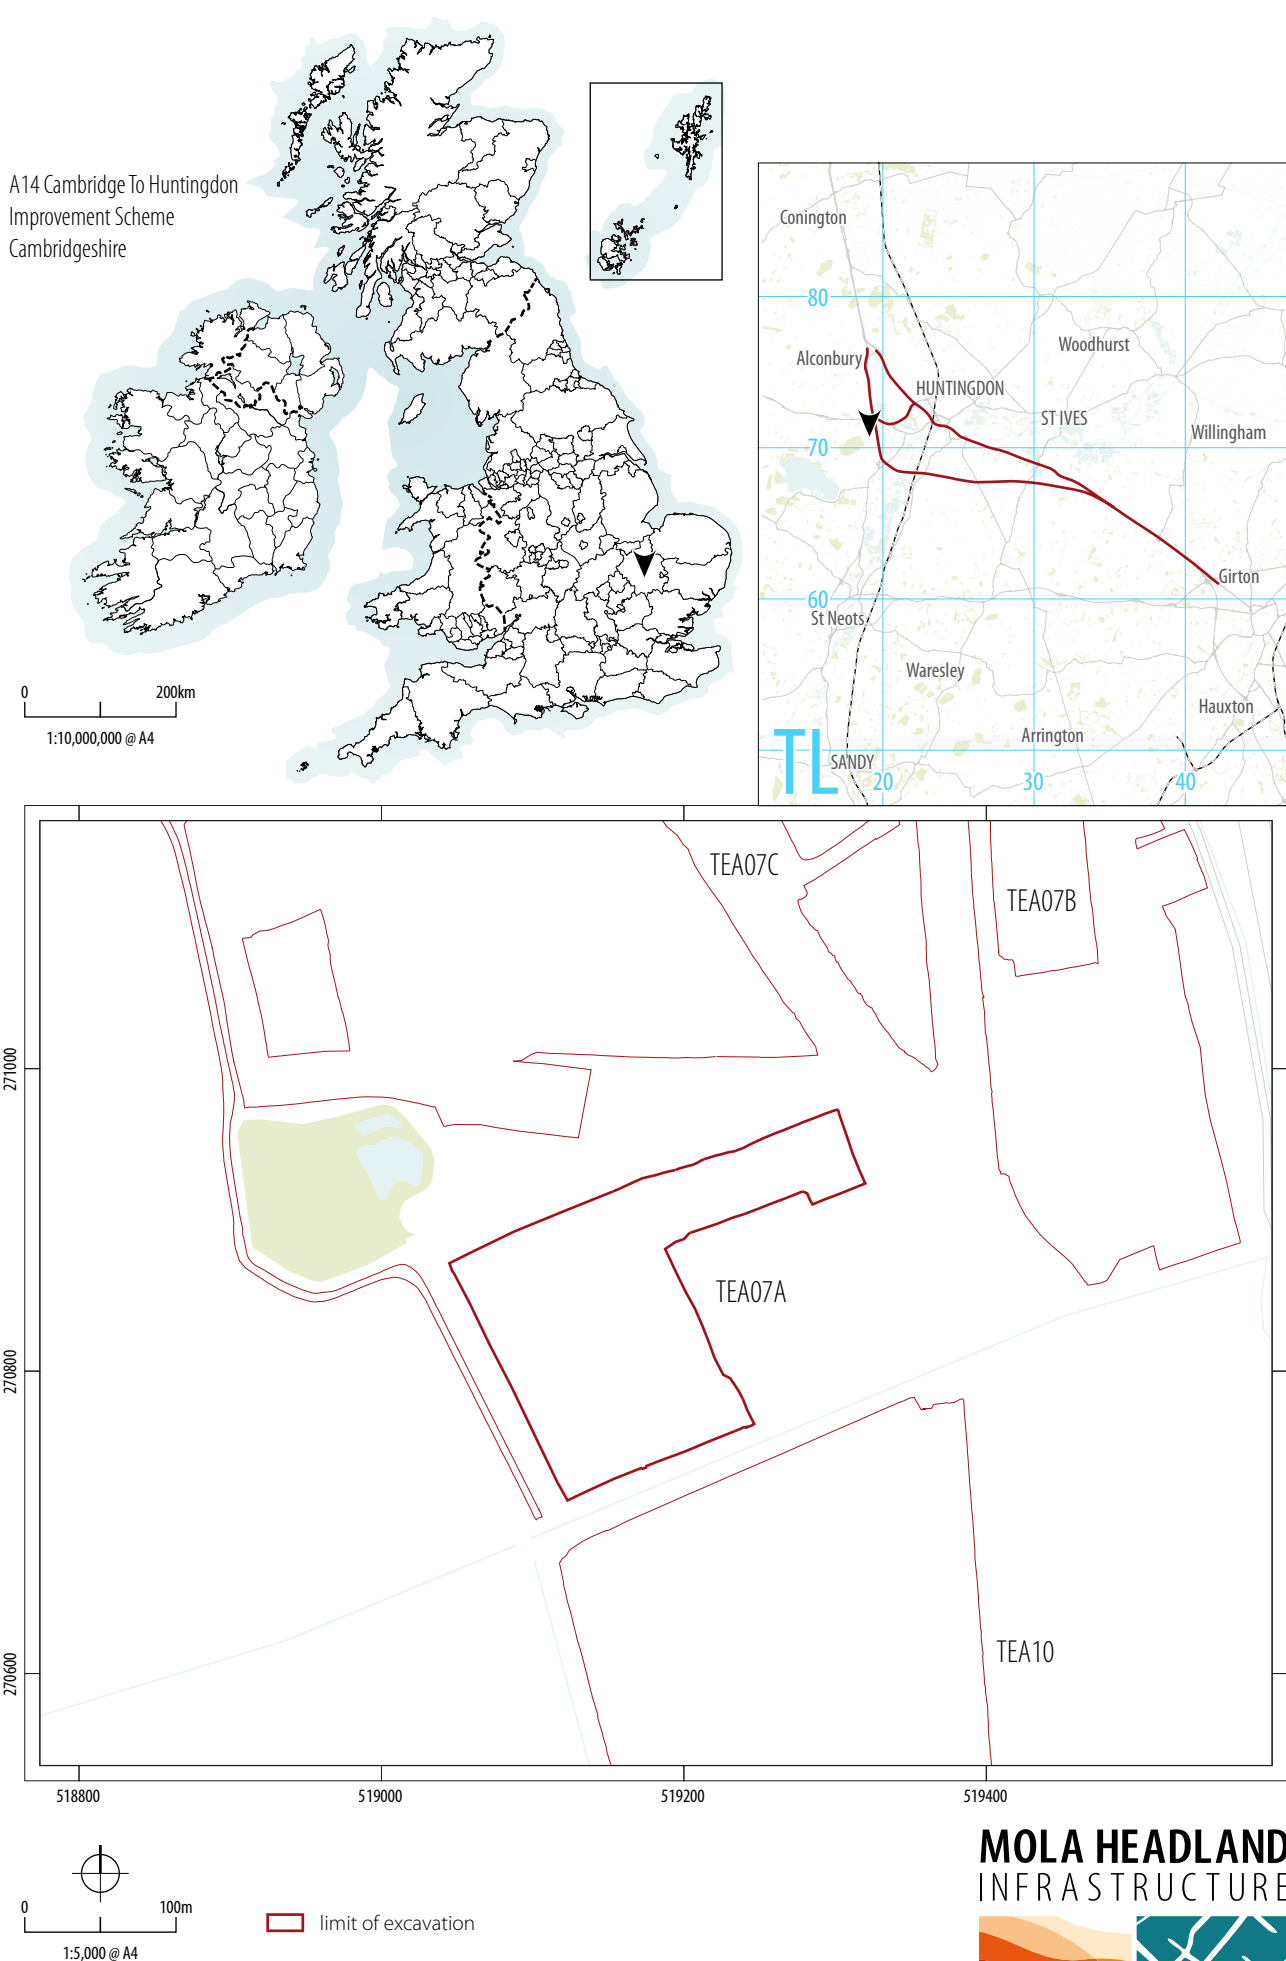 A14 Cambridge To Huntingdon
Improvement Scheme
Cambridgeshire
0 200km
1:10,000,000 @ A4
Conington
80
Woodhurst
Alconbury
HUNTINGDON
ST IVES
Willingham
70
Girton
60
St Neots
Waresley
Hauxton
Arrington
TL
SANDY
20 30 40
TEA07C
TEA07B
271000
TEA07A
270800
TEA10
270600
518800 519000 519200 519400
0 100m
1:5,000 @ A4
limit of excavation
MOLA HEADLAND
INFRASTRUCTURE